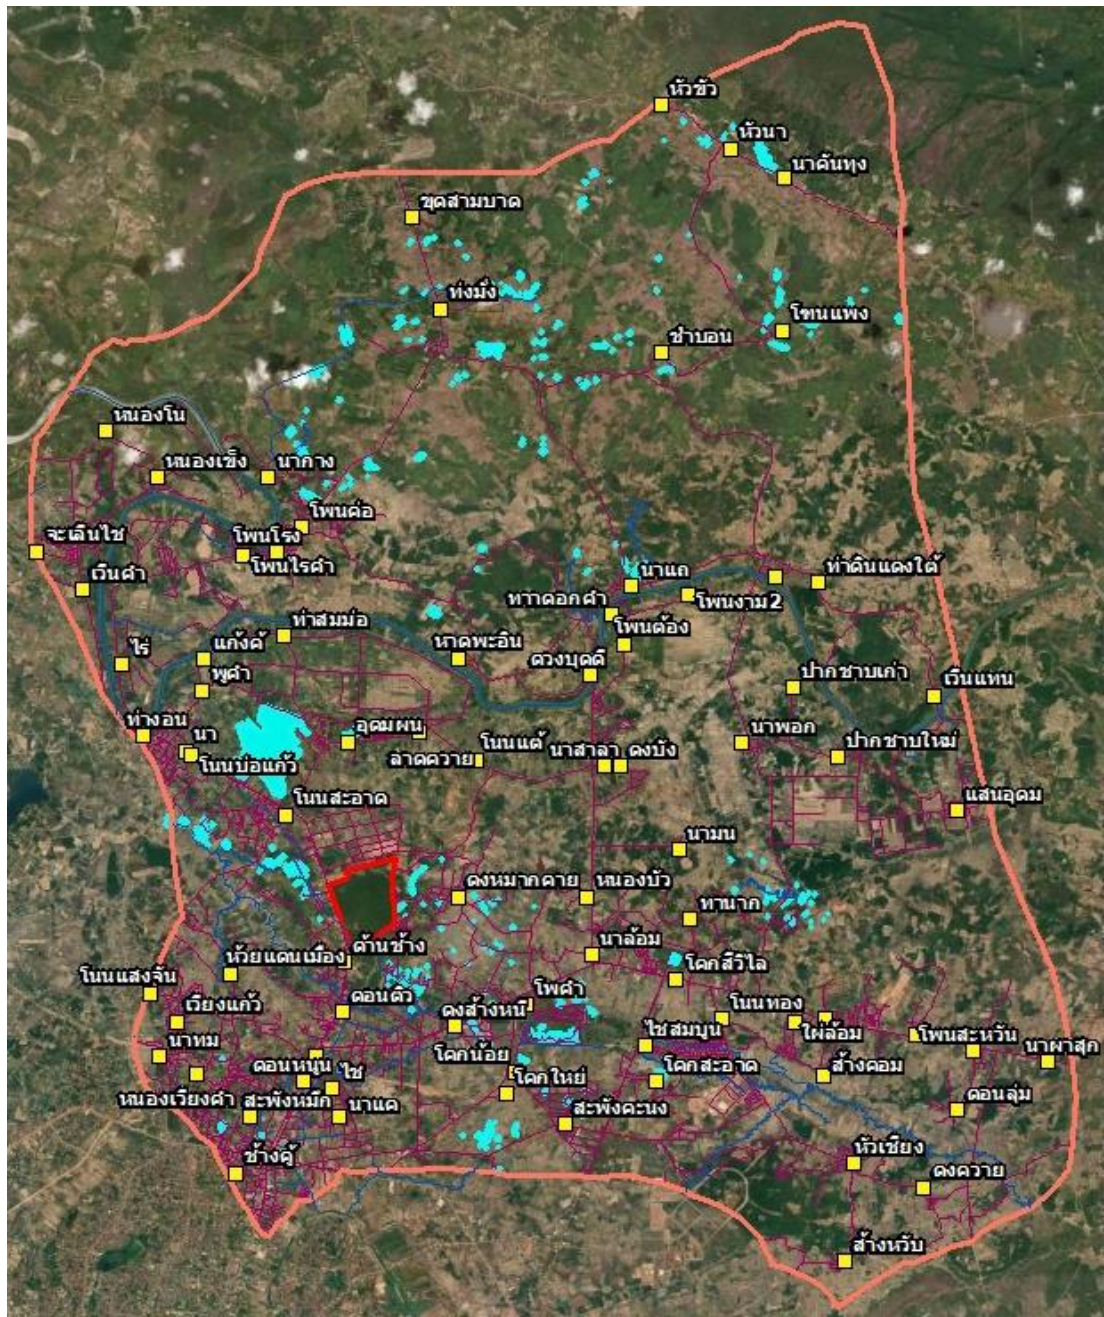 หัวขัว
หัวนา
นาคันทุง
ขุดสามบาด
ท่งมั่ง
โฑนแพง
ชำบอน
หนองโน
หนองเข็ง
นากาง
โพนค่อ
จะเลีนไช
โพนโรง
โพนไรคำ
เวินคำ
นาแถ
ท่าดินแดงใต้
โพนงาม2
ท่าดอกคำ
ท่าสมม่อ
โพนต้อง
แก้งค้
หาดพะอิน
ไร่
ดวงบุดดี
ปากชาบเก่า
พูคำ
เวินแทน
ท่างอน
นา
อุดมผน
นาพอก
โนนบ่อแก้ว
ลาดควาย
โนนแต้
นาสาลา
ดงบัง
ปากชาบใหม่
โนนสะอาด
แสนอุดม
นามน
ดงหมากคาย
หนองบัว
ทานาก
ด้านช้าง
นาล้อม
ห้วยแดนเมือง
โนนแสงจัน
โคกสีวิไล
โพคำ
เวียงแก้ว
ดอนดิ้ว
ดงส้างหนี
โนนทอง
ใผ่ล้อม
ไชสมบูน
โพนสะหวัน
นาทม
โคกน้อย
นาผาสุก
ดอนหนูน
ไช
โคกใหย่
โคกสะอาด
ส้างคอม
หนองเวียงคำ
สะพังหมึก
นาแค
สะพังคะนง
ดอนลุ่ม
ช้างคู้
หัวเชียง
ดงควาย
ส้างหวับ